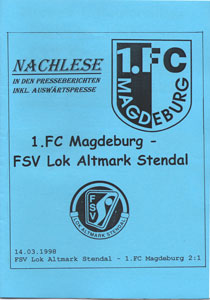 NACHLESE
IN DEN PRESSEBERICHTEN
INKL. AUSWÄRTSPRESSE
1.FC
MAGDEBURG
1.FC Magdeburg -
FSV Lok Altmark Stendal
FSV
LOK ALTMARK STENDAL
14.03.1998
FSV Lok Altmark Stendal - 1.FC Magdeburg 2:1